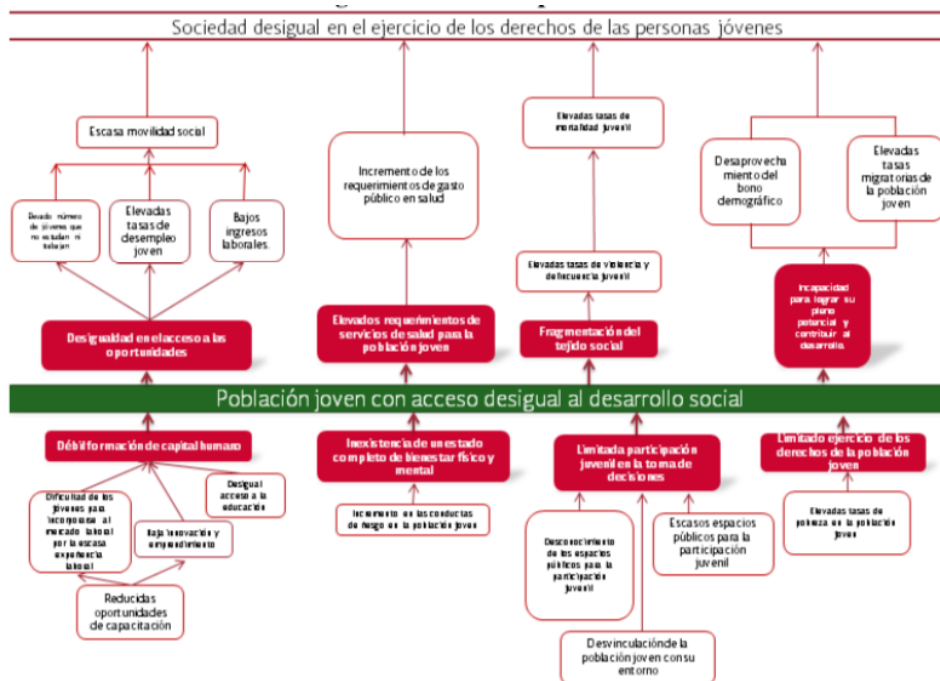 Sociedad desigual en el ejercicio de los derechos de las personas jóvenes
Escasa movilidad social
Elevado número
de jóvenes que
no estudian ni
trabajan
Elevadas
tasas de
desempleo
joven
Bajos
ingresos
laborales.
Desigualdad en el acceso a las
oportunidades
Incremento de los
requerimientos de gasto
público en salud
Elevados requerimientos de
servicios de salud para la
población joven
Elevadas tasas de
mortalidad juvenil
Elevadas tasas de violencia y
delincuencia juvenil
Fragmentación del
tejido social
Desaprovecha
miento del
bono
demográfico
Elevadas
tasas
migratorias de
la población
joven
Incapacidad
para lograr su
pleno
potencial y
contribuir al
desarrollo.
Población joven con acceso desigual al desarrollo social
Débil formación de capital humano
Dificultad de los
jóvenes para
incorporarse al
mercado laboral
por la escasa
experiencia
laboral
Baja innovación y
emprendimiento
Desigual
acceso a la
educación
Reducidas
oportunidades
de capacitación
Inexistencia de un estado
completo de bienestar físico y
mental
Incremento en las conductas
de riesgo en la población joven
Limitada participación
juvenil en la toma de
decisiones
Desconocimiento
de los espacios
públicos para la
participación
juvenil
Escasos espacios
públicos para la
participación
juvenil
Desvinculación de la
población joven con su
entorno
Limitado ejercicio de los
derechos de la población
joven
Elevadas tasas de
pobreza en la población
joven